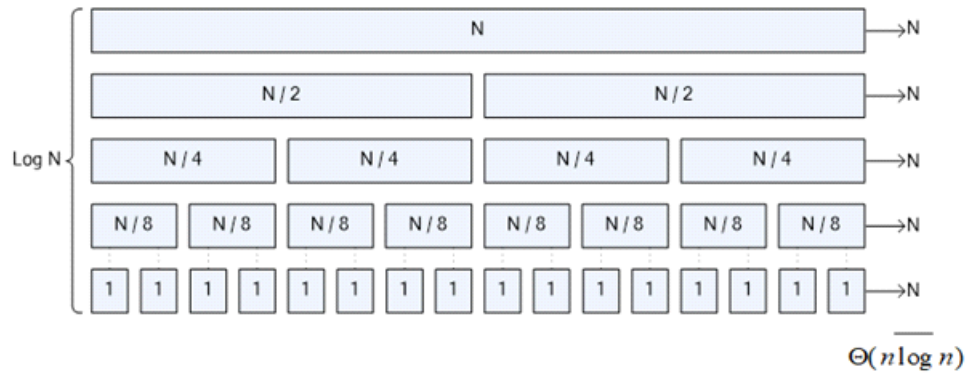 N →N
N / 2 N / 2 →N
Log N N / 4 N / 4 N / 4 N / 4 →N
N / 8 N / 8 N / 8 N / 8 N / 8 N / 8 N / 8 N / 8 →N
1 1 1 1 1 1 1 1 1 1 1 1 1 1 1 1 →N
Θ(n log n)